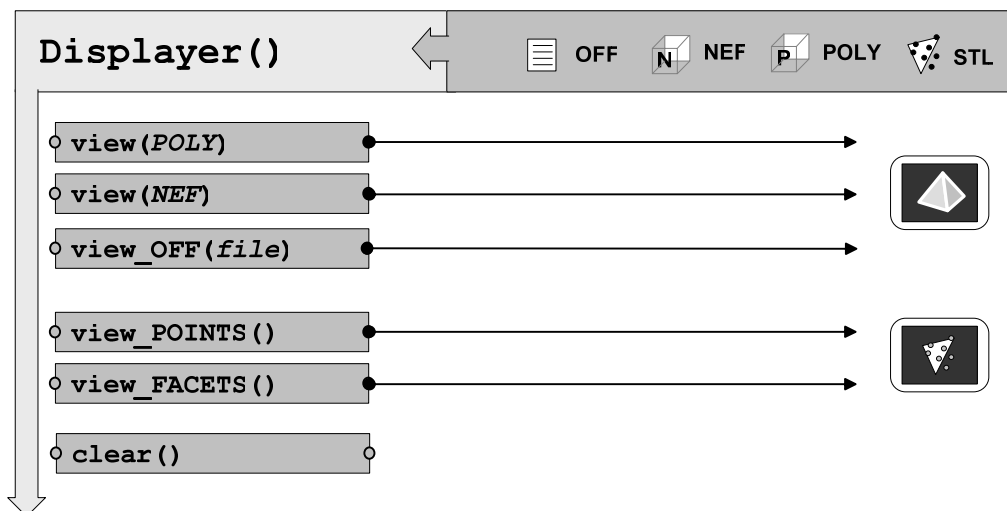 Displayer()
OFF
N NEF
P POLY
STL
view(POLY)
view(NEF)
view_OFF(file)
view_POINTS()
view_FACETS()
clear()